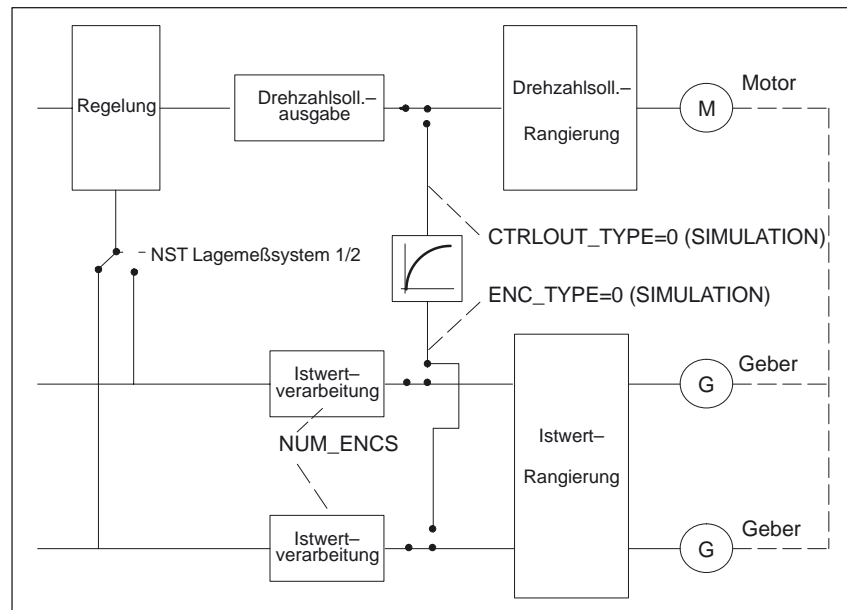 Regelung
Drehzahlsoll.–
ausgabe
Drehzahlsoll.–
Rangierung
Motor
M
NST Lagemeßsystem 1/2
CTRLOUT_TYPE=0 (SIMULATION)
ENC_TYPE=0 (SIMULATION)
Istwert–
verarbeitung
Geber
G
NUM_ENCS
Istwert–
Rangierung
Istwert–
verarbeitung
Geber
G